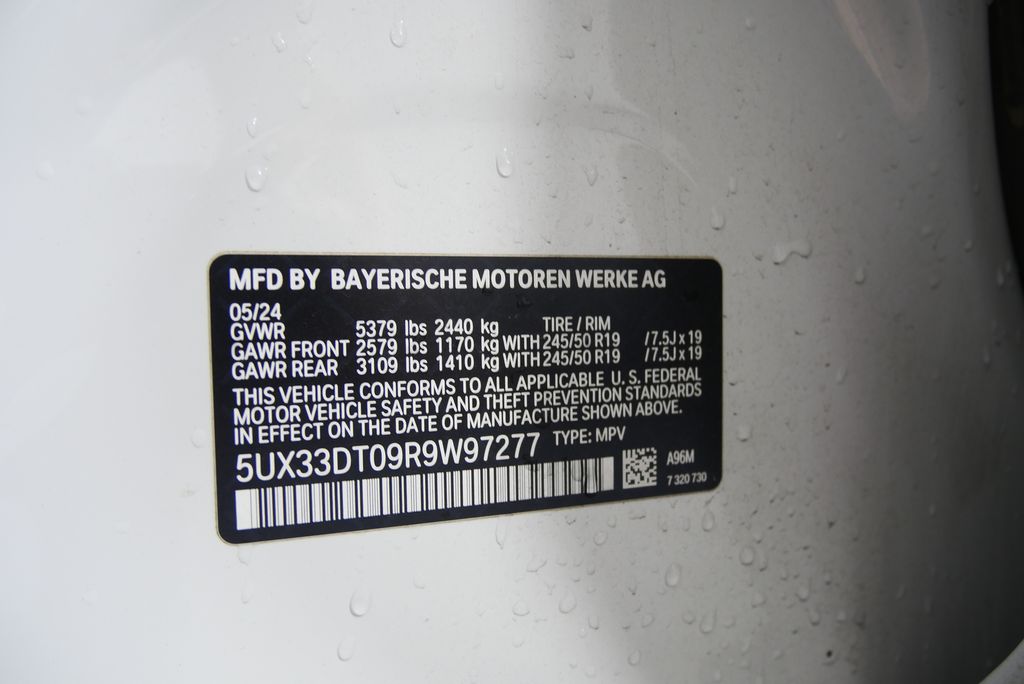 MFD BY BAYERISCHE MOTOREN WERKE AG
05/24
GVWR 5379 lbs 2440 kg TIRE / RIM
GAWR FRONT 2579 lbs 1170 kg WITH 245/50 R19 /7.5J x 19
GAWR REAR 3109 lbs 1410 kg WITH 245/50 R19 /7.5J x 19
THIS VEHICLE CONFORMS TO ALL APPLICABLE U. S. FEDERAL
MOTOR VEHICLE SAFETY AND THEFT PREVENTION STANDARDS
IN EFFECT ON THE DATE OF MANUFACTURE SHOWN ABOVE.
5UX33DT09R9W97277 TYPE: MPV
A96M
7 320 730